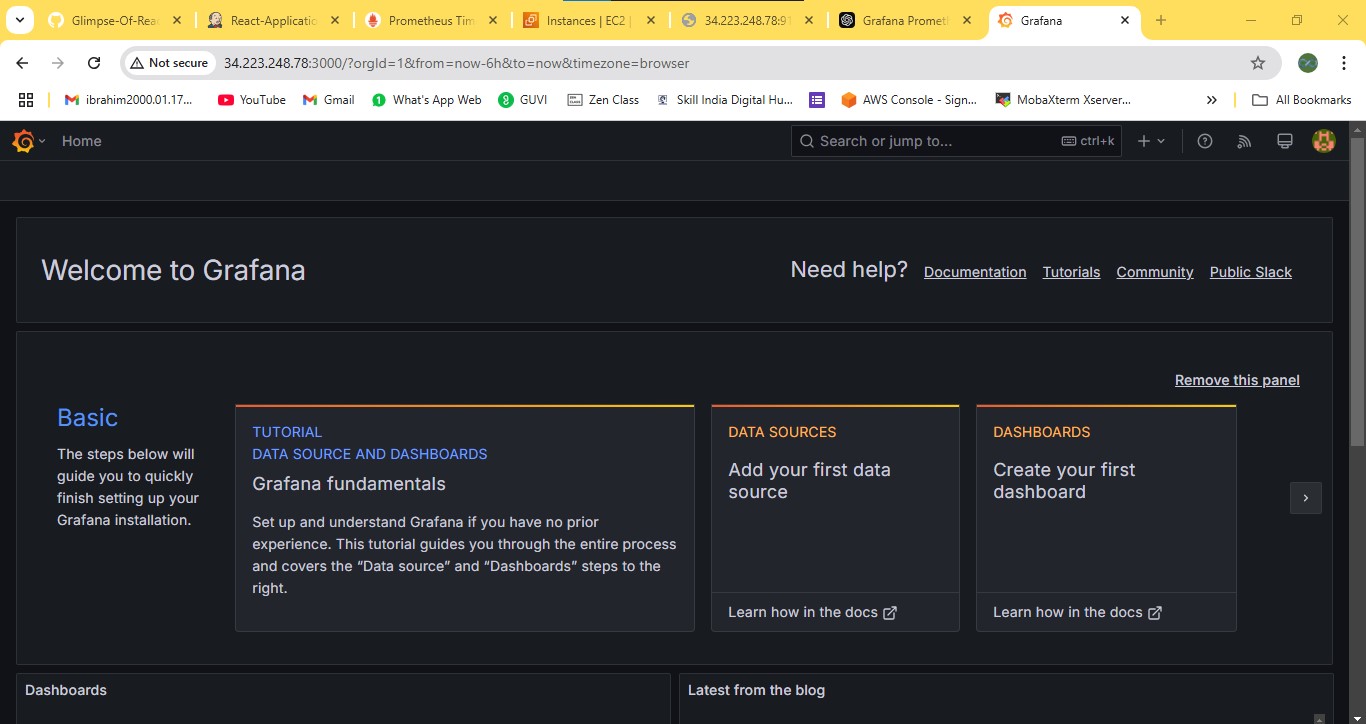 Glimpse-Of-Rea
React-Applicatio
Prometheus Tim
Instances | EC2 |
34.223.248.78:91
Grafana Prometh
Grafana
Not secure
34.223.248.78:3000/?orgId=1&from=now-6h&to=now&timezone=browser
ibrahim2000.01.17...
YouTube
Gmail
What's App Web
GUVI
Zen Class
Skill India Digital Hu...
AWS Console - Sign...
MobaXterm Xserver...
All Bookmarks
Home
Search or jump to...
ctrl+k
Welcome to Grafana
Need help?
Documentation
Tutorials
Community
Public Slack
Remove this panel
Basic
The steps below will
guide you to quickly
finish setting up your
Grafana installation.
TUTORIAL
DATA SOURCE AND DASHBOARDS
Grafana fundamentals
Set up and understand Grafana if you have no prior
experience. This tutorial guides you through the entire process
and covers the “Data source” and “Dashboards” steps to the
right.
DATA SOURCES
Add your first data
source
Learn how in the docs
DASHBOARDS
Create your first
dashboard
Learn how in the docs
Dashboards
Latest from the blog